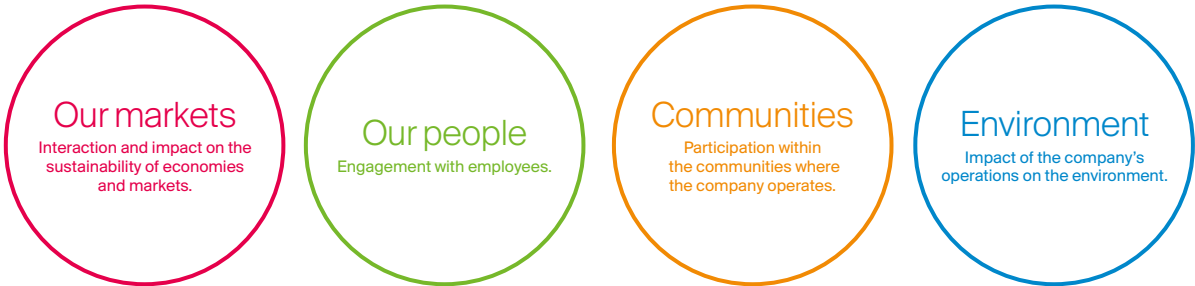 Our markets
Interaction and impact on the
sustainability of economies
and markets.
Our people
Engagement with employees.
Communities
Participation within
the communities where
the company operates.
Environment
Impact of the company's
operations on the environment.